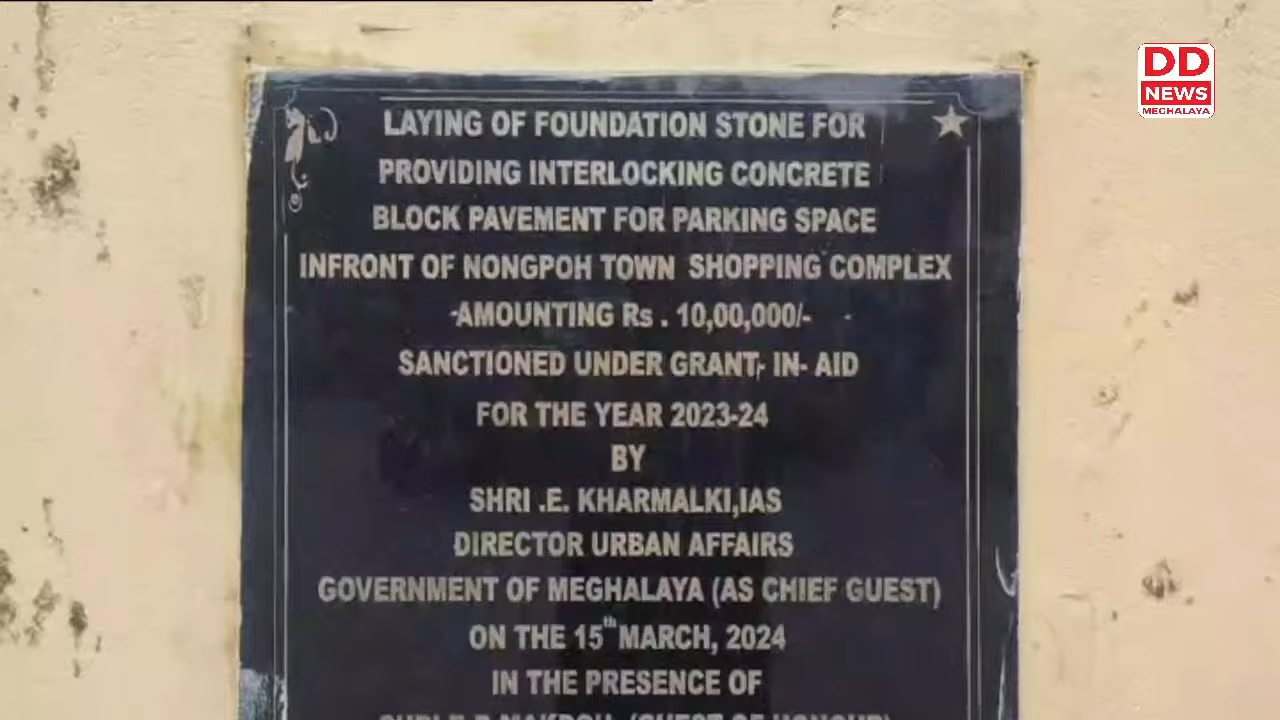 DD
NEWS
MEGHALAYA
LAYING OF FOUNDATION STONE FOR
PROVIDING INTERLOCKING CONCRETE
BLOCK PAVEMENT FOR PARKING SPACE
INFRONT OF NONGPOH TOWN SHOPPING COMPLEX
-AMOUNTING Rs . 10,00,000/-
SANCTIONED UNDER GRANT- IN- AID
FOR THE YEAR 2023-24
BY
SHRI .E. KHARMALKI,IAS
DIRECTOR URBAN AFFAIRS
GOVERNMENT OF MEGHALAYA (AS CHIEF GUEST)
ON THE 15th MARCH, 2024
IN THE PRESENCE OF
(GUEST OF HONOUR)